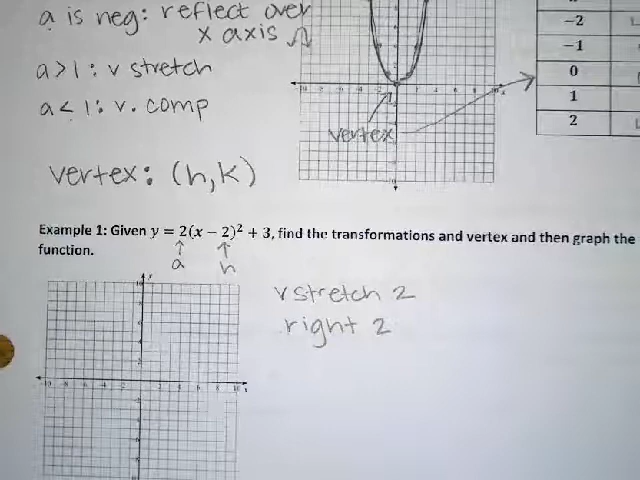 a is neg: reflect over
x axis
a > 1 : v stretch
a < 1 : v. comp
vertex: (h,k)
vertex
-2
-1
0
1
2
Example 1: Given y = 2(x − 2)² + 3, find the transformations and vertex and then graph the
function.
a h
v stretch 2
right 2